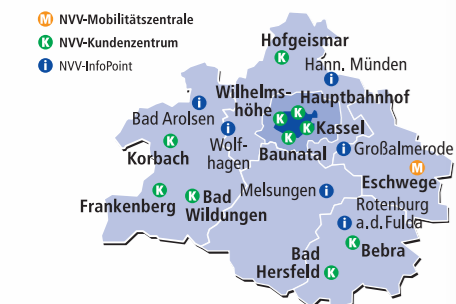 M NVV-Mobilitätszentrale
K NVV-Kundenzentrum
i NVV-InfoPoint
Hofgeismar
K
Hann. Münden
i
Wilhelms-
höhe
K
Hauptbahnhof
K
K Kassel
K
Baunatal
i
Bad Arolsen
i
Wolf-
hagen
K
Korbach
i Großalmerode
M
Eschwege
K
Frankenberg
K Bad
Wildungen
Melsungen i
Rotenburg
i a.d. Fulda
K Bebra
Bad
Hersfeld K